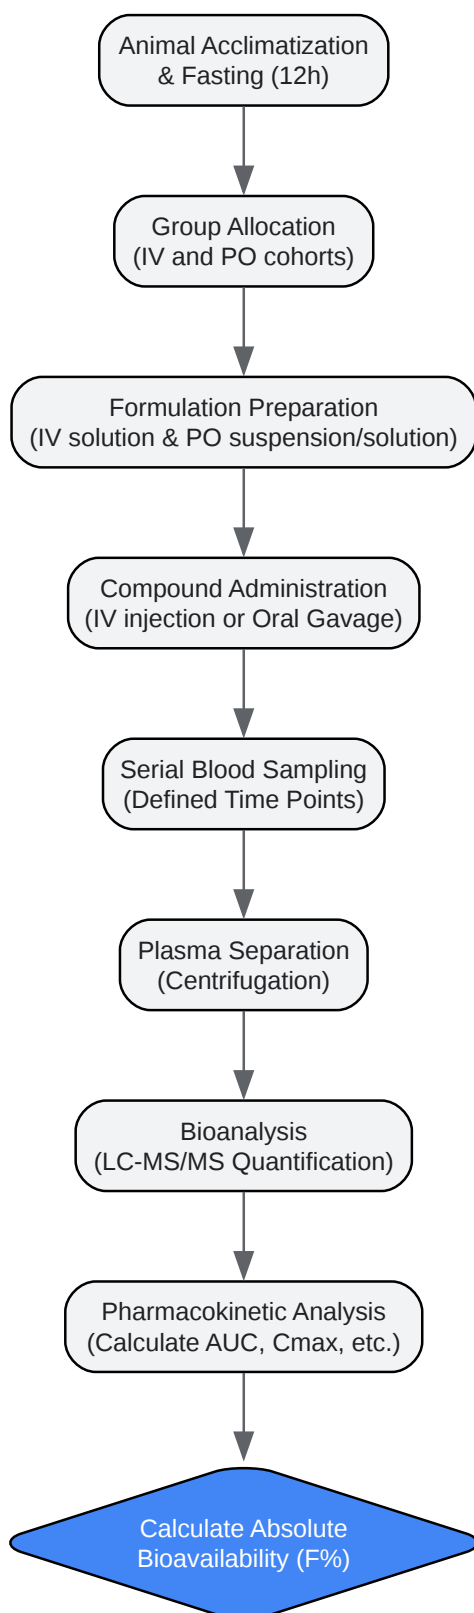 Animal Acclimatization
& Fasting (12h)
Group Allocation
(IV and PO cohorts)
Formulation Preparation
(IV solution & PO suspension/solution)
Compound Administration
(IV injection or Oral Gavage)
Serial Blood Sampling
(Defined Time Points)
Plasma Separation
(Centrifugation)
Bioanalysis
(LC-MS/MS Quantification)
Pharmacokinetic Analysis
(Calculate AUC, Cmax, etc.)
Calculate Absolute
Bioavailability (F%)